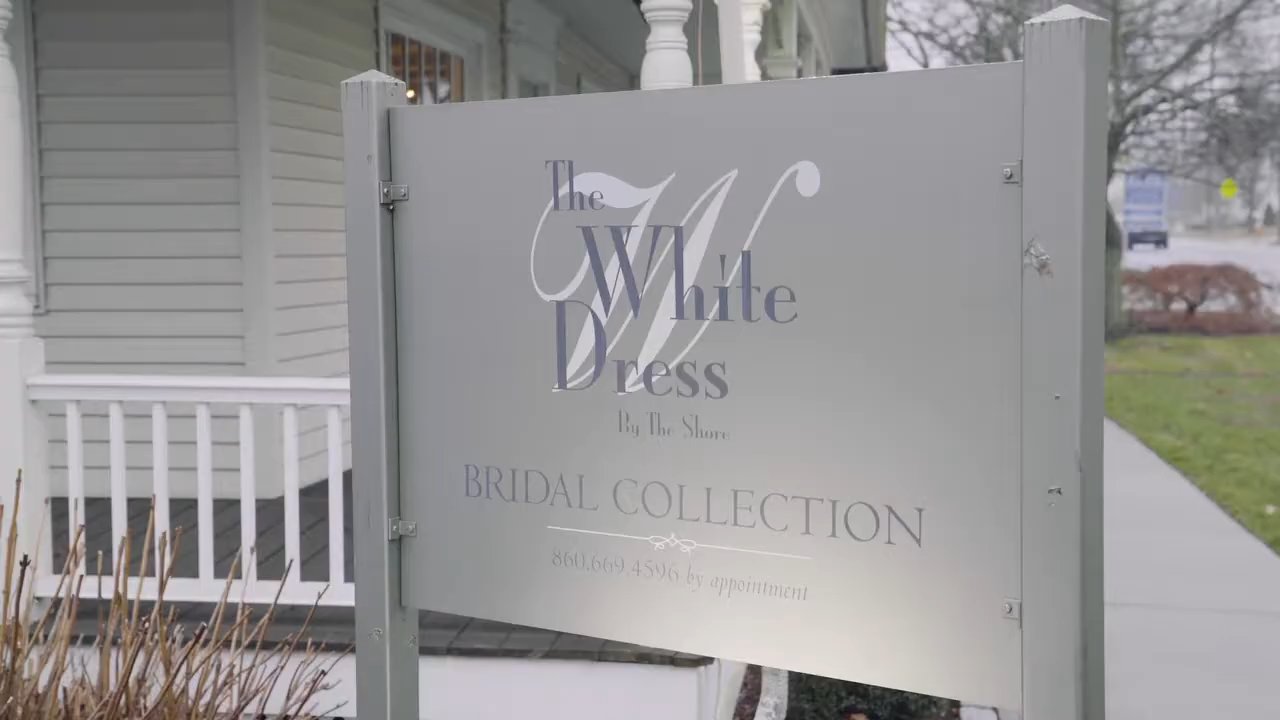 The
White
Dress
By The Shore
BRIDAL COLLECTION
860.669.4596 by appointment